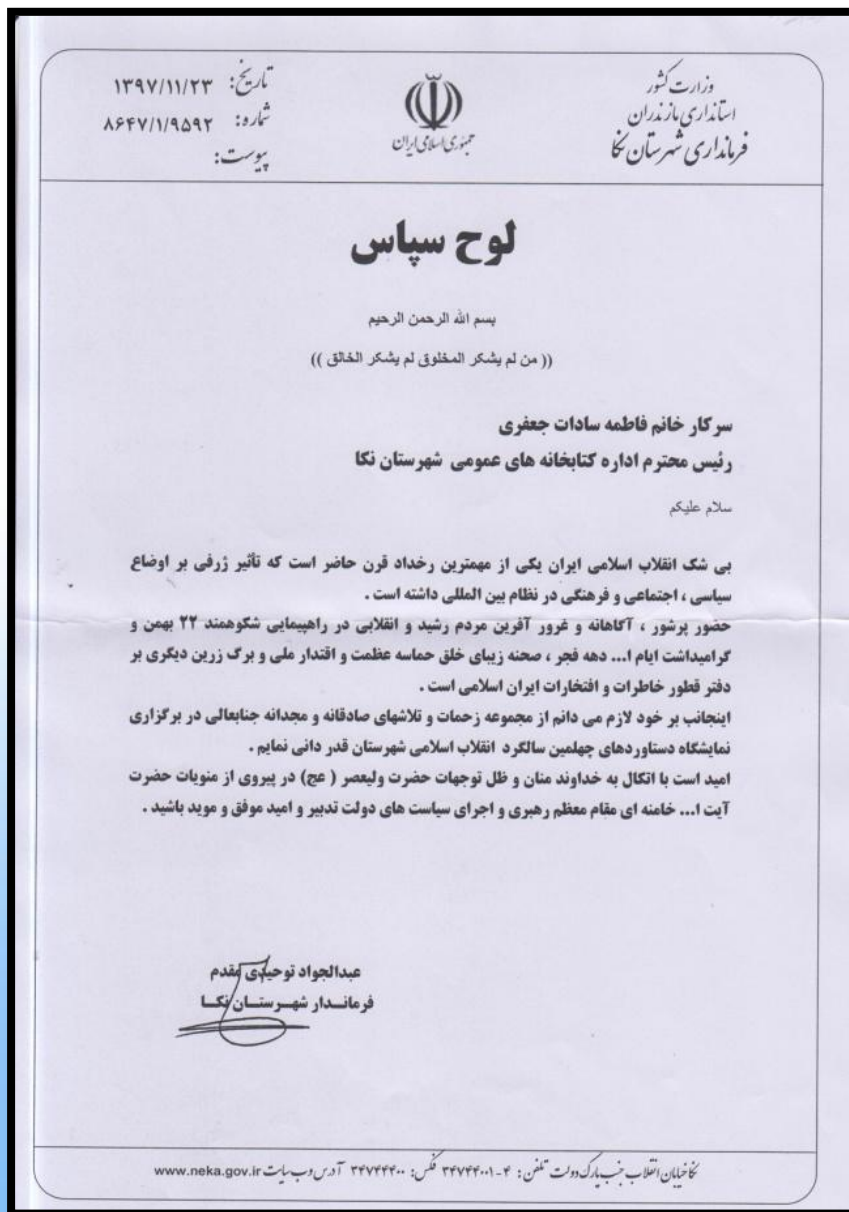 وزارت کشور
استانداری مازندران
فرمانداری شهرستان نکا
جمهوری اسلامی ایران
تاریخ: ۱۳۹۷/۱۱/۲۳
شماره: ۸۶۴۷/۱/۹۵۹۲
پیوست:
لوح سپاس
بسم الله الرحمن الرحیم
(( من لم یشکر المخلوق لم یشکر الخالق ))
سرکار خانم فاطمه سادات جعفری
رئیس محترم اداره کتابخانه های عمومی شهرستان نکا
سلام علیکم
بی شک انقلاب اسلامی ایران یکی از مهمترین رخداد قرن حاضر است که تأثیر ژرفی بر اوضاع
سیاسی ، اجتماعی و فرهنگی در نظام بین المللی داشته است .
حضور پرشور ، آگاهانه و غرور آفرین مردم رشید و انقلابی در راهپیمایی شکوهمند ۲۲ بهمن و
گرامیداشت ایام ا... دهه فجر ، صحنه زیبای خلق حماسه عظمت و اقتدار ملی و برگ زرین دیگری بر
دفتر قطور خاطرات و افتخارات ایران اسلامی است .
اینجانب بر خود لازم می دانم از مجموعه زحمات و تلاشهای صادقانه و مجدانه جنابعالی در برگزاری
نمایشگاه دستاوردهای چهلمین سالگرد انقلاب اسلامی شهرستان قدر دانی نمایم .
امید است با اتکال به خداوند منان و ظل توجهات حضرت ولیعصر ( عج) در پیروی از منویات حضرت
آیت ا... خامنه ای مقام معظم رهبری و اجرای سیاست های دولت تدبیر و امید موفق و موید باشید .
عبدالجواد توحیدی مقدم
فرمانــدار شهــرستــان نکــا
نکا خیابان انقلاب جنب پارک دولت تلفن: ۴-۳۴۷۴۴۰۰۱ فکس: ۳۴۷۴۴۴۰۰ آدرس وب سایت www.neka.gov.ir